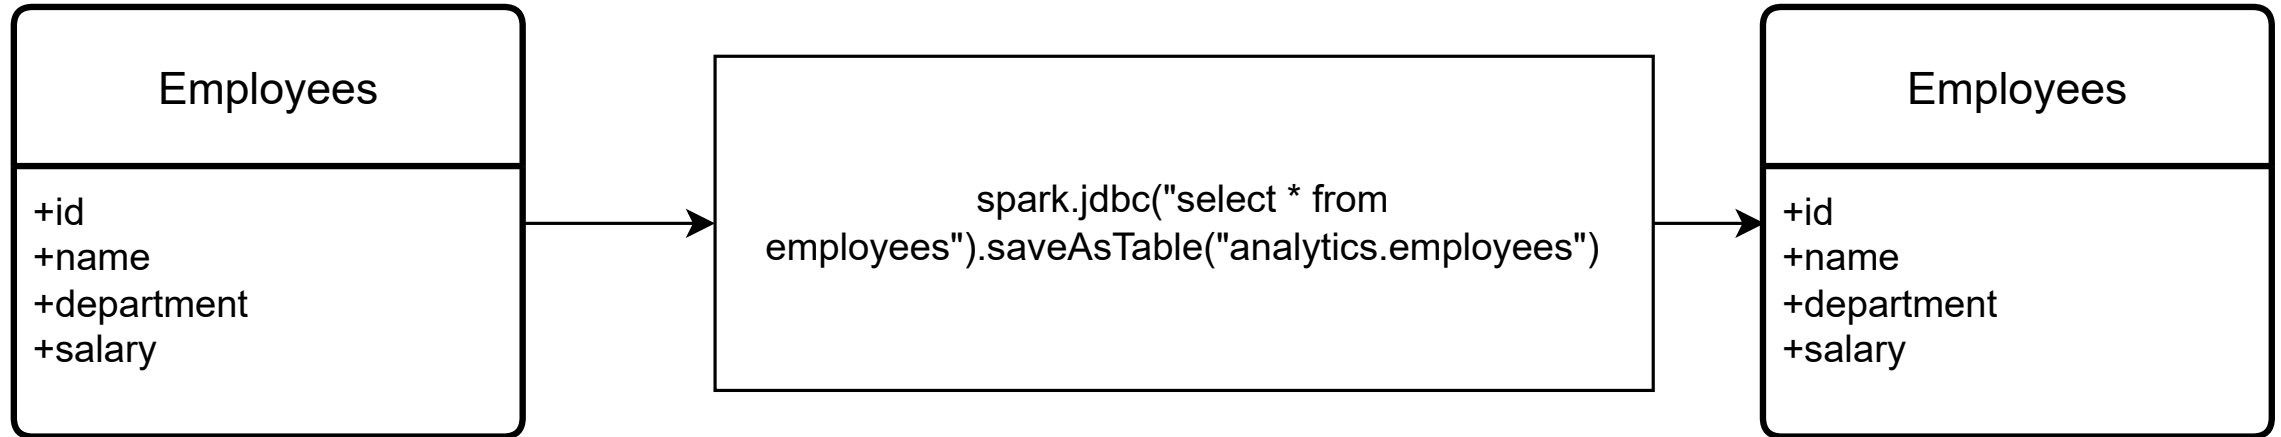 Employees
+id
+name
+department
+salary
spark.jdbc("select * from
employees").saveAsTable("analytics.employees")
Employees
+id
+name
+department
+salary